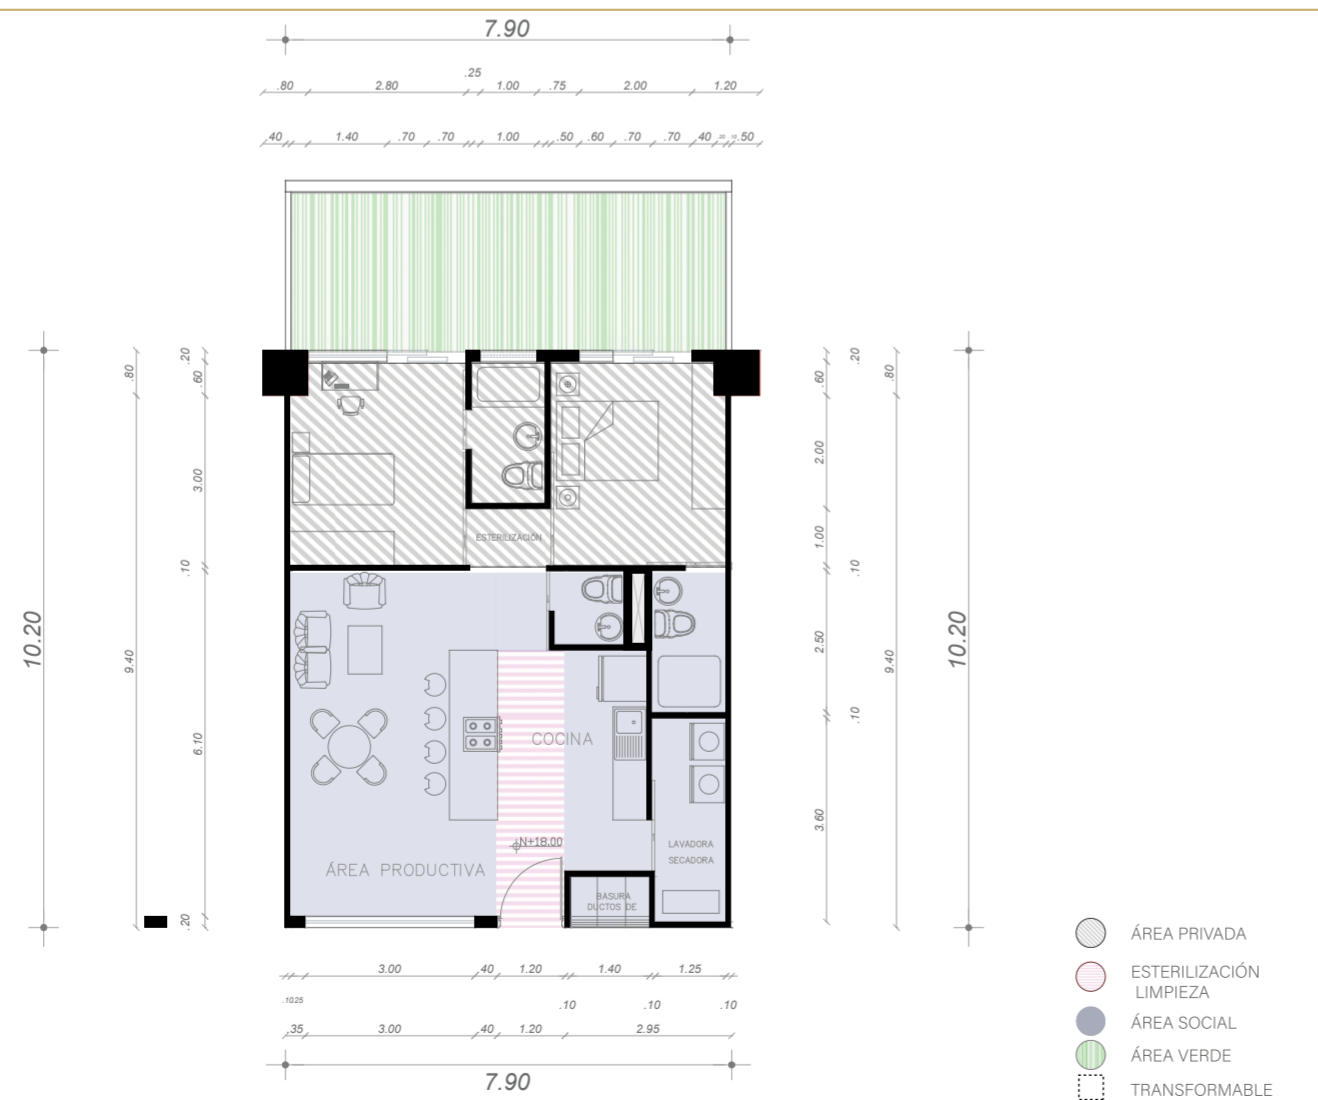 7.90
.25
.80 2.80 1.00 .75 2.00 1.20
.40 1.40 .70 .70 1.00 .50 .60 .70 .70 .40 .20 .10 .50
.20
.80
.60
3.00
.10
10.20
9.40
6.10
.20
.20
.60
.80
2.00
1.00
.10
2.50
10.20
9.40
.10
3.60
ESTERILIZACIÓN
COCINA
N+18.00
ÁREA PRODUCTIVA
LAVADORA
SECADORA
BASURA
DUCTOS DE
3.00 .40 1.20 1.40 1.25
.1025 .10 .10 .10
.35 3.00 .40 1.20 2.95
7.90
ÁREA PRIVADA
ESTERILIZACIÓN
LIMPIEZA
ÁREA SOCIAL
ÁREA VERDE
TRANSFORMABLE